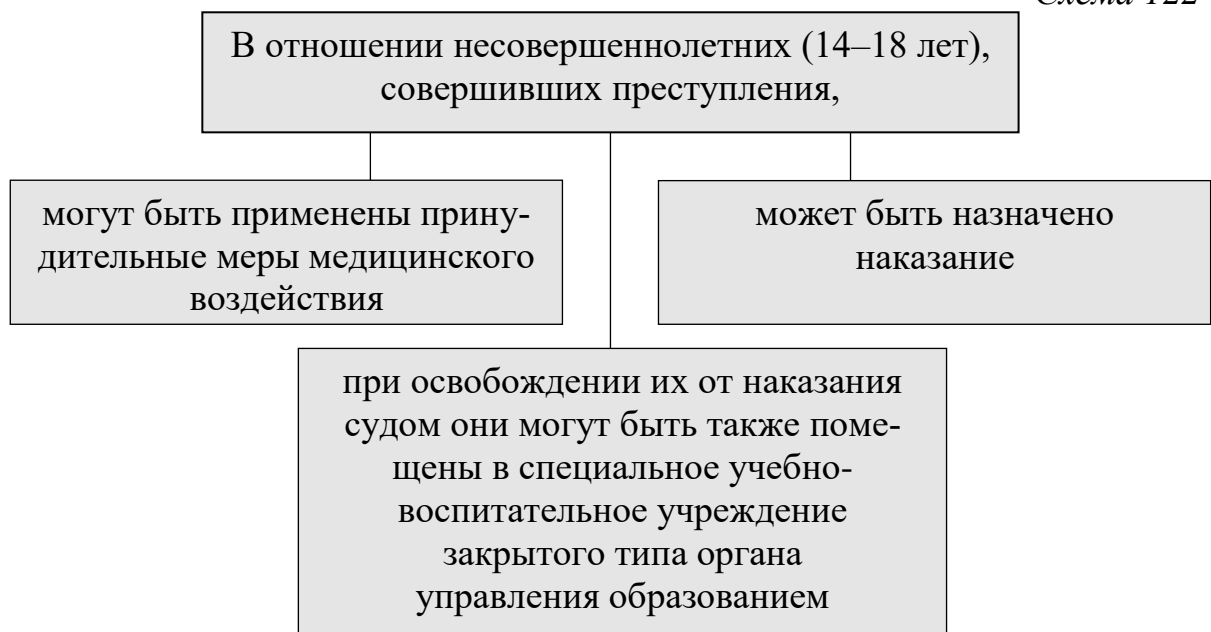 Схема 122
В отношении несовершеннолетних (14–18 лет),
совершивших преступления,
могут быть применены прину-
дительные меры медицинского
воздействия
может быть назначено
наказание
при освобождении их от наказания
судом они могут быть также поме-
щены в специальное учебно-
воспитательное учреждение
закрытого типа органа
управления образованием